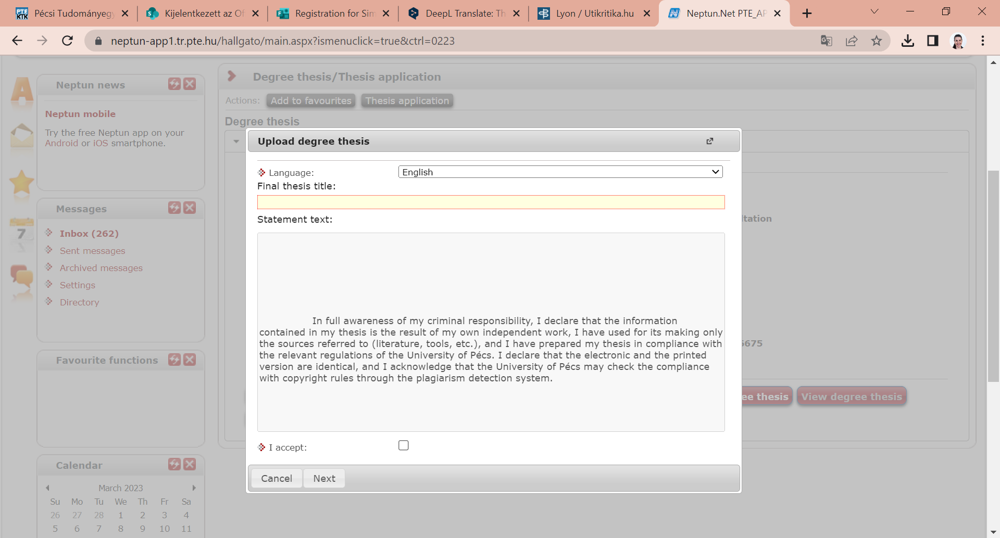 Pécsi Tudományegy
Kijelentkezett az Of
Registration for Sim
DeepL Translate: Th
Lyon / Utikritika.hu
Neptun.Net PTE_AP
neptun-app1.tr.pte.hu/hallgato/main.aspx?ismenuclick=true&ctrl=0223
Neptun news
Neptun mobile
Try the free Neptun app on your
Android or iOS smartphone.
7
Messages
Inbox (262)
Sent messages
Archived messages
Settings
Directory
Favourite functions
Calendar
March 2023
Su Mo Tu We Th Fr Sa
26 27 28 1 2 3 4
5 6 7 8 9 10 11
Degree thesis/Thesis application
Actions: Add to favourites Thesis application
Degree thesis
Upload degree thesis
Language: English
Final thesis title:
Statement text:
In full awareness of my criminal responsibility, I declare that the information
contained in my thesis is the result of my own independent work, I have used for its making only
the sources referred to (literature, tools, etc.), and I have prepared my thesis in compliance with
the relevant regulations of the University of Pécs. I declare that the electronic and the printed
version are identical, and I acknowledge that the University of Pécs may check the compliance
with copyright rules through the plagiarism detection system.
I accept:
Cancel Next
ltation
6675
ee thesis View degree thesis
PTE
KTK